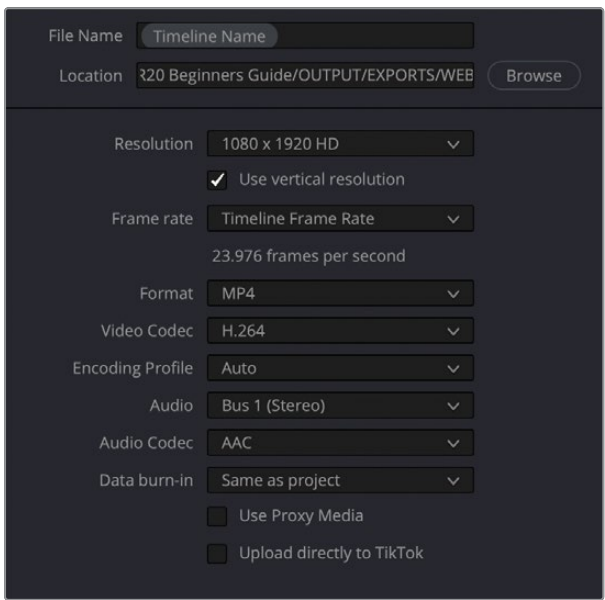 File Name Timeline Name
Location R20 Beginners Guide/OUTPUT/EXPORTS/WEB Browse
Resolution 1080 x 1920 HD
Use vertical resolution
Frame rate Timeline Frame Rate
23.976 frames per second
Format MP4
Video Codec H.264
Encoding Profile Auto
Audio Bus 1 (Stereo)
Audio Codec AAC
Data burn-in Same as project
Use Proxy Media
Upload directly to TikTok